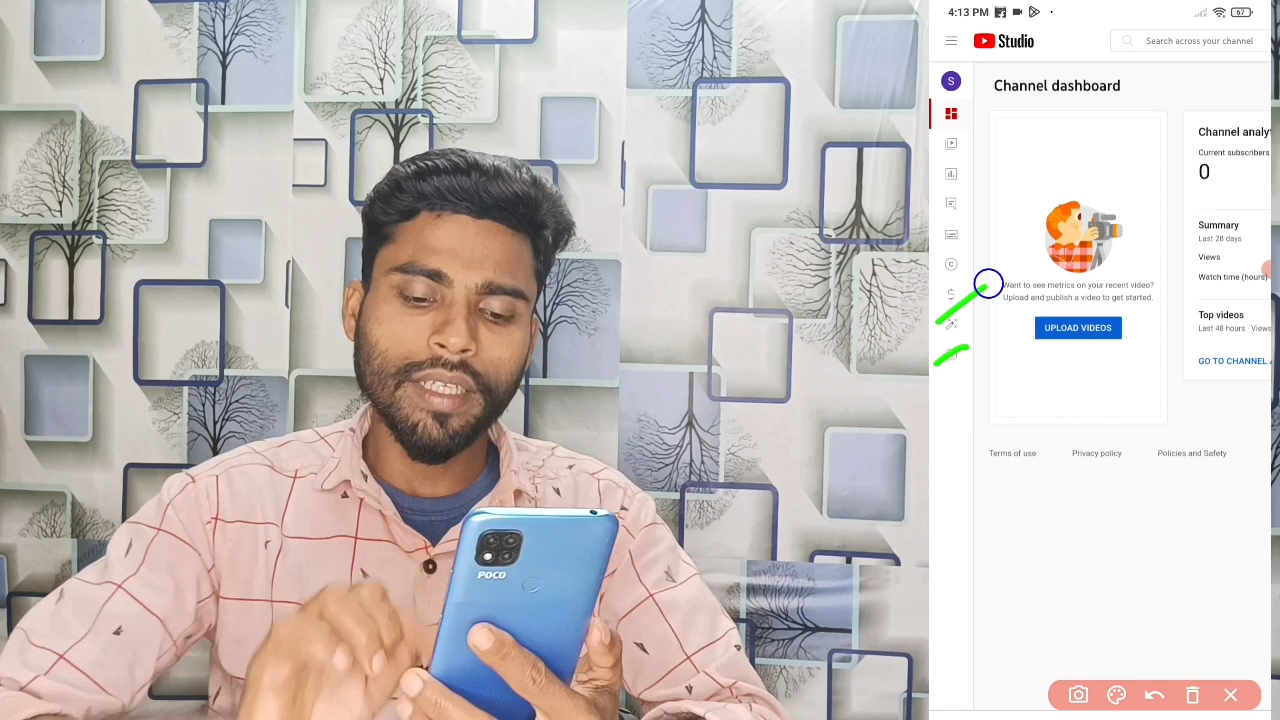 4:13 PM
67
Studio
Search across your channel
S
Channel dashboard
Channel analyt
Current subscribers
0
Summary
Last 28 days
Views
Watch time (hours)
Want to see metrics on your recent video?
Upload and publish a video to get started.
UPLOAD VIDEOS
Top videos
Last 48 hours · Views
GO TO CHANNEL A
Terms of use
Privacy policy
Policies and Safety
POCO